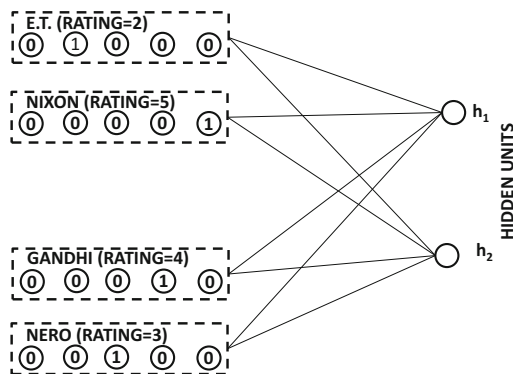 E.T. (RATING=2)
0 1 0 0 0
NIXON (RATING=5)
0 0 0 0 1
GANDHI (RATING=4)
0 0 0 1 0
NERO (RATING=3)
0 0 1 0 0
h1
h2
HIDDEN UNITS